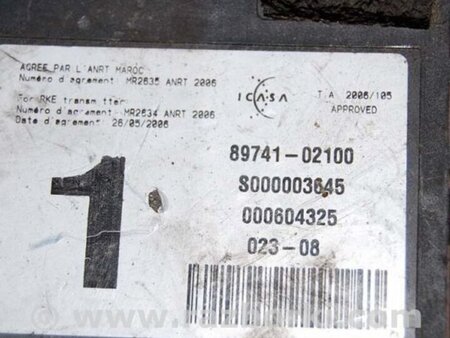 AGREE PAR L'ANRT MAROC
Numéro d'agrement: MR2635 ANRT 2006
For RKE transmitter
Numéro d'agrement: MR2634 ANRT 2006
Date d'agrement: 26/05/2006
ICASA
T.A. 2006/105
APPROVED
1
89741-02100
S000003645
000604325
023-08